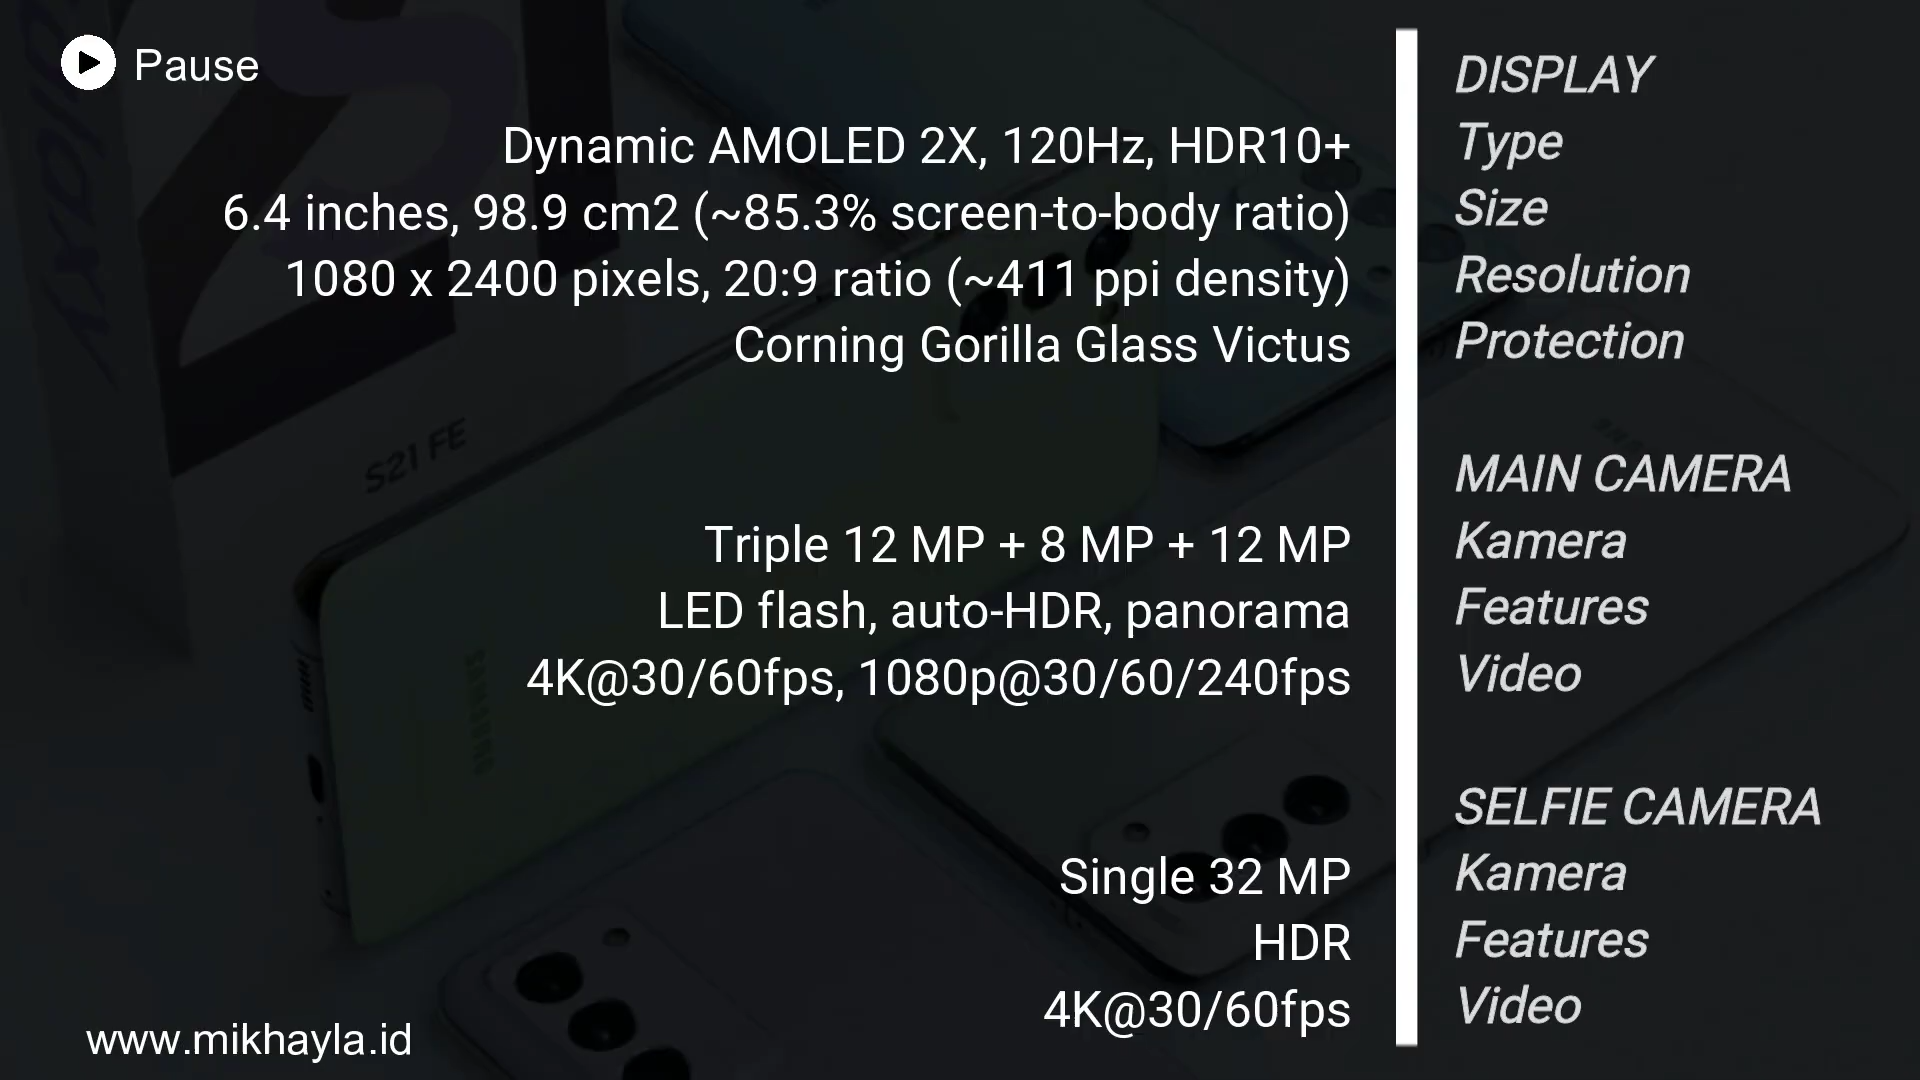 Pause
DISPLAY
Dynamic AMOLED 2X, 120Hz, HDR10+ Type
6.4 inches, 98.9 cm2 (~85.3% screen-to-body ratio) Size
1080 x 2400 pixels, 20:9 ratio (~411 ppi density) Resolution
Corning Gorilla Glass Victus Protection
S21 FE
MAIN CAMERA
Triple 12 MP + 8 MP + 12 MP Kamera
LED flash, auto-HDR, panorama Features
4K@30/60fps, 1080p@30/60/240fps Video
SAMSUNG
SELFIE CAMERA
Single 32 MP Kamera
HDR Features
4K@30/60fps Video
www.mikhayla.id